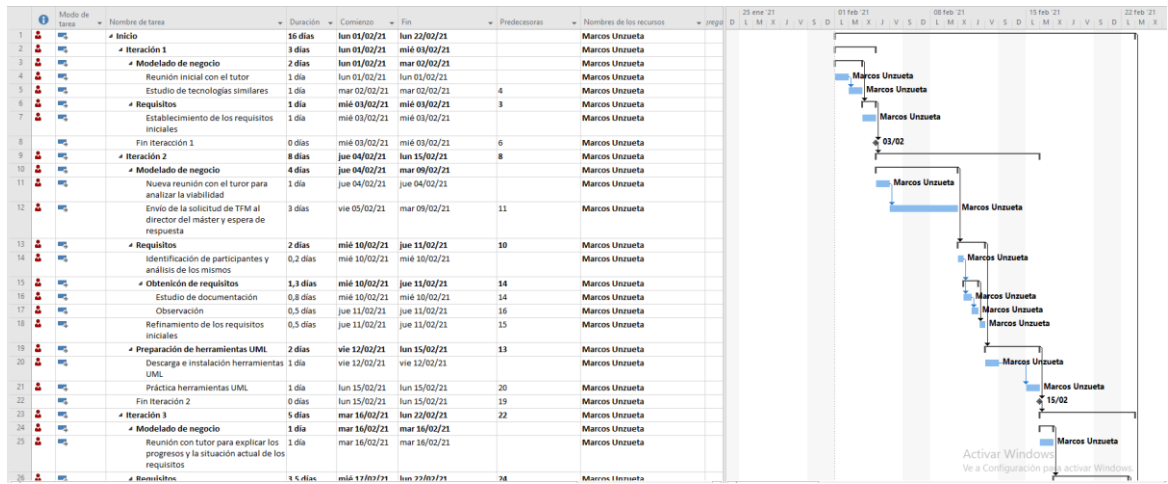 Modo de tarea Nombre de tarea Duración Comienzo Fin Predecesoras Nombres de los recursos
25 ene '21 01 feb '21 08 feb '21 15 feb '21 22 feb '21
D L M X J V S D L M X J V S D L M X J V S D L M X J V S D L M X
1 Inicio 16 días lun 01/02/21 lun 22/02/21 Marcos Unzueta
2 Iteración 1 3 días lun 01/02/21 mié 03/02/21 Marcos Unzueta
3 Modelado de negocio 2 días lun 01/02/21 mar 02/02/21 Marcos Unzueta
4 Reunión inicial con el tutor 1 día lun 01/02/21 lun 01/02/21 Marcos Unzueta Marcos Unzueta
5 Estudio de tecnologías similares 1 día mar 02/02/21 mar 02/02/21 4 Marcos Unzueta Marcos Unzueta
6 Requisitos 1 día mié 03/02/21 mié 03/02/21 3 Marcos Unzueta
7 Establecimiento de los requisitos 1 día mié 03/02/21 mié 03/02/21 Marcos Unzueta Marcos Unzueta
iniciales
8 Fin iteracción 1 0 días mié 03/02/21 mié 03/02/21 6 Marcos Unzueta 03/02
9 Iteración 2 8 días jue 04/02/21 lun 15/02/21 8 Marcos Unzueta
10 Modelado de negocio 4 días jue 04/02/21 mar 09/02/21 Marcos Unzueta
11 Nueva reunión con el turor para 1 día jue 04/02/21 jue 04/02/21 Marcos Unzueta Marcos Unzueta
analizar la viabilidad
12 Envío de la solicitud de TFM al 3 días vie 05/02/21 mar 09/02/21 11 Marcos Unzueta Marcos Unzueta
director del máster y espera de
respuesta
13 Requisitos 2 días mié 10/02/21 jue 11/02/21 10 Marcos Unzueta
14 Identificación de participantes y 0,2 días mié 10/02/21 mié 10/02/21 Marcos Unzueta Marcos Unzueta
análisis de los mismos
15 Obtenicón de requisitos 1,3 días mié 10/02/21 jue 11/02/21 14 Marcos Unzueta
16 Estudio de documentación 0,8 días mié 10/02/21 mié 10/02/21 14 Marcos Unzueta Marcos Unzueta
17 Observación 0,5 días jue 11/02/21 jue 11/02/21 16 Marcos Unzueta Marcos Unzueta
18 Refinamiento de los requisitos 0,5 días jue 11/02/21 jue 11/02/21 15 Marcos Unzueta Marcos Unzueta
iniciales
19 Preparación de herramientas UML 2 días vie 12/02/21 lun 15/02/21 13 Marcos Unzueta
20 Descarga e instalación herramientas 1 día vie 12/02/21 vie 12/02/21 Marcos Unzueta Marcos Unzueta
UML
21 Práctica herramientas UML 1 día lun 15/02/21 lun 15/02/21 20 Marcos Unzueta Marcos Unzueta
22 Fin Iteración 2 0 días lun 15/02/21 lun 15/02/21 19 Marcos Unzueta 15/02
23 Iteración 3 5 días mar 16/02/21 lun 22/02/21 22 Marcos Unzueta
24 Modelado de negocio 1 día mar 16/02/21 mar 16/02/21 Marcos Unzueta
25 Reunión con tutor para explicar los 1 día mar 16/02/21 mar 16/02/21 Marcos Unzueta Marcos Unzueta
progresos y la situación actual de los
requisitos
26 Requisitos 3,5 días mié 17/02/21 lun 22/02/21 24 Marcos Unzueta
Activar Windows
Ve a Configuración para activar Windows.